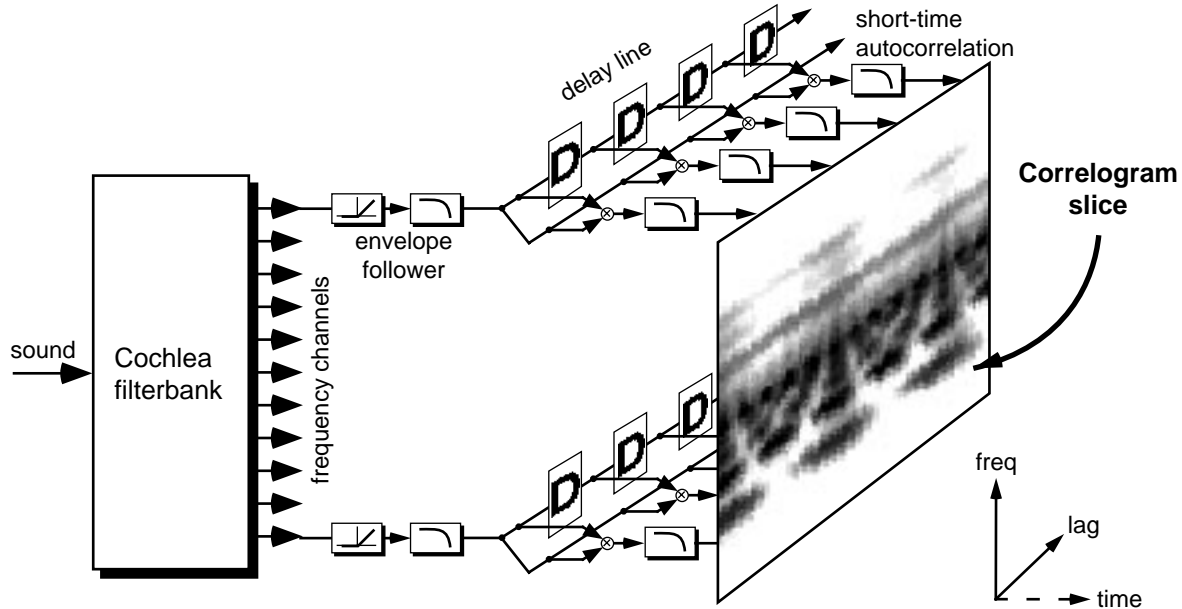 short-time
autocorrelation
delay line
D
D
D
D
Correlogram
slice
envelope
follower
frequency channels
sound
Cochlea
filterbank
D
D
D
freq
lag
time